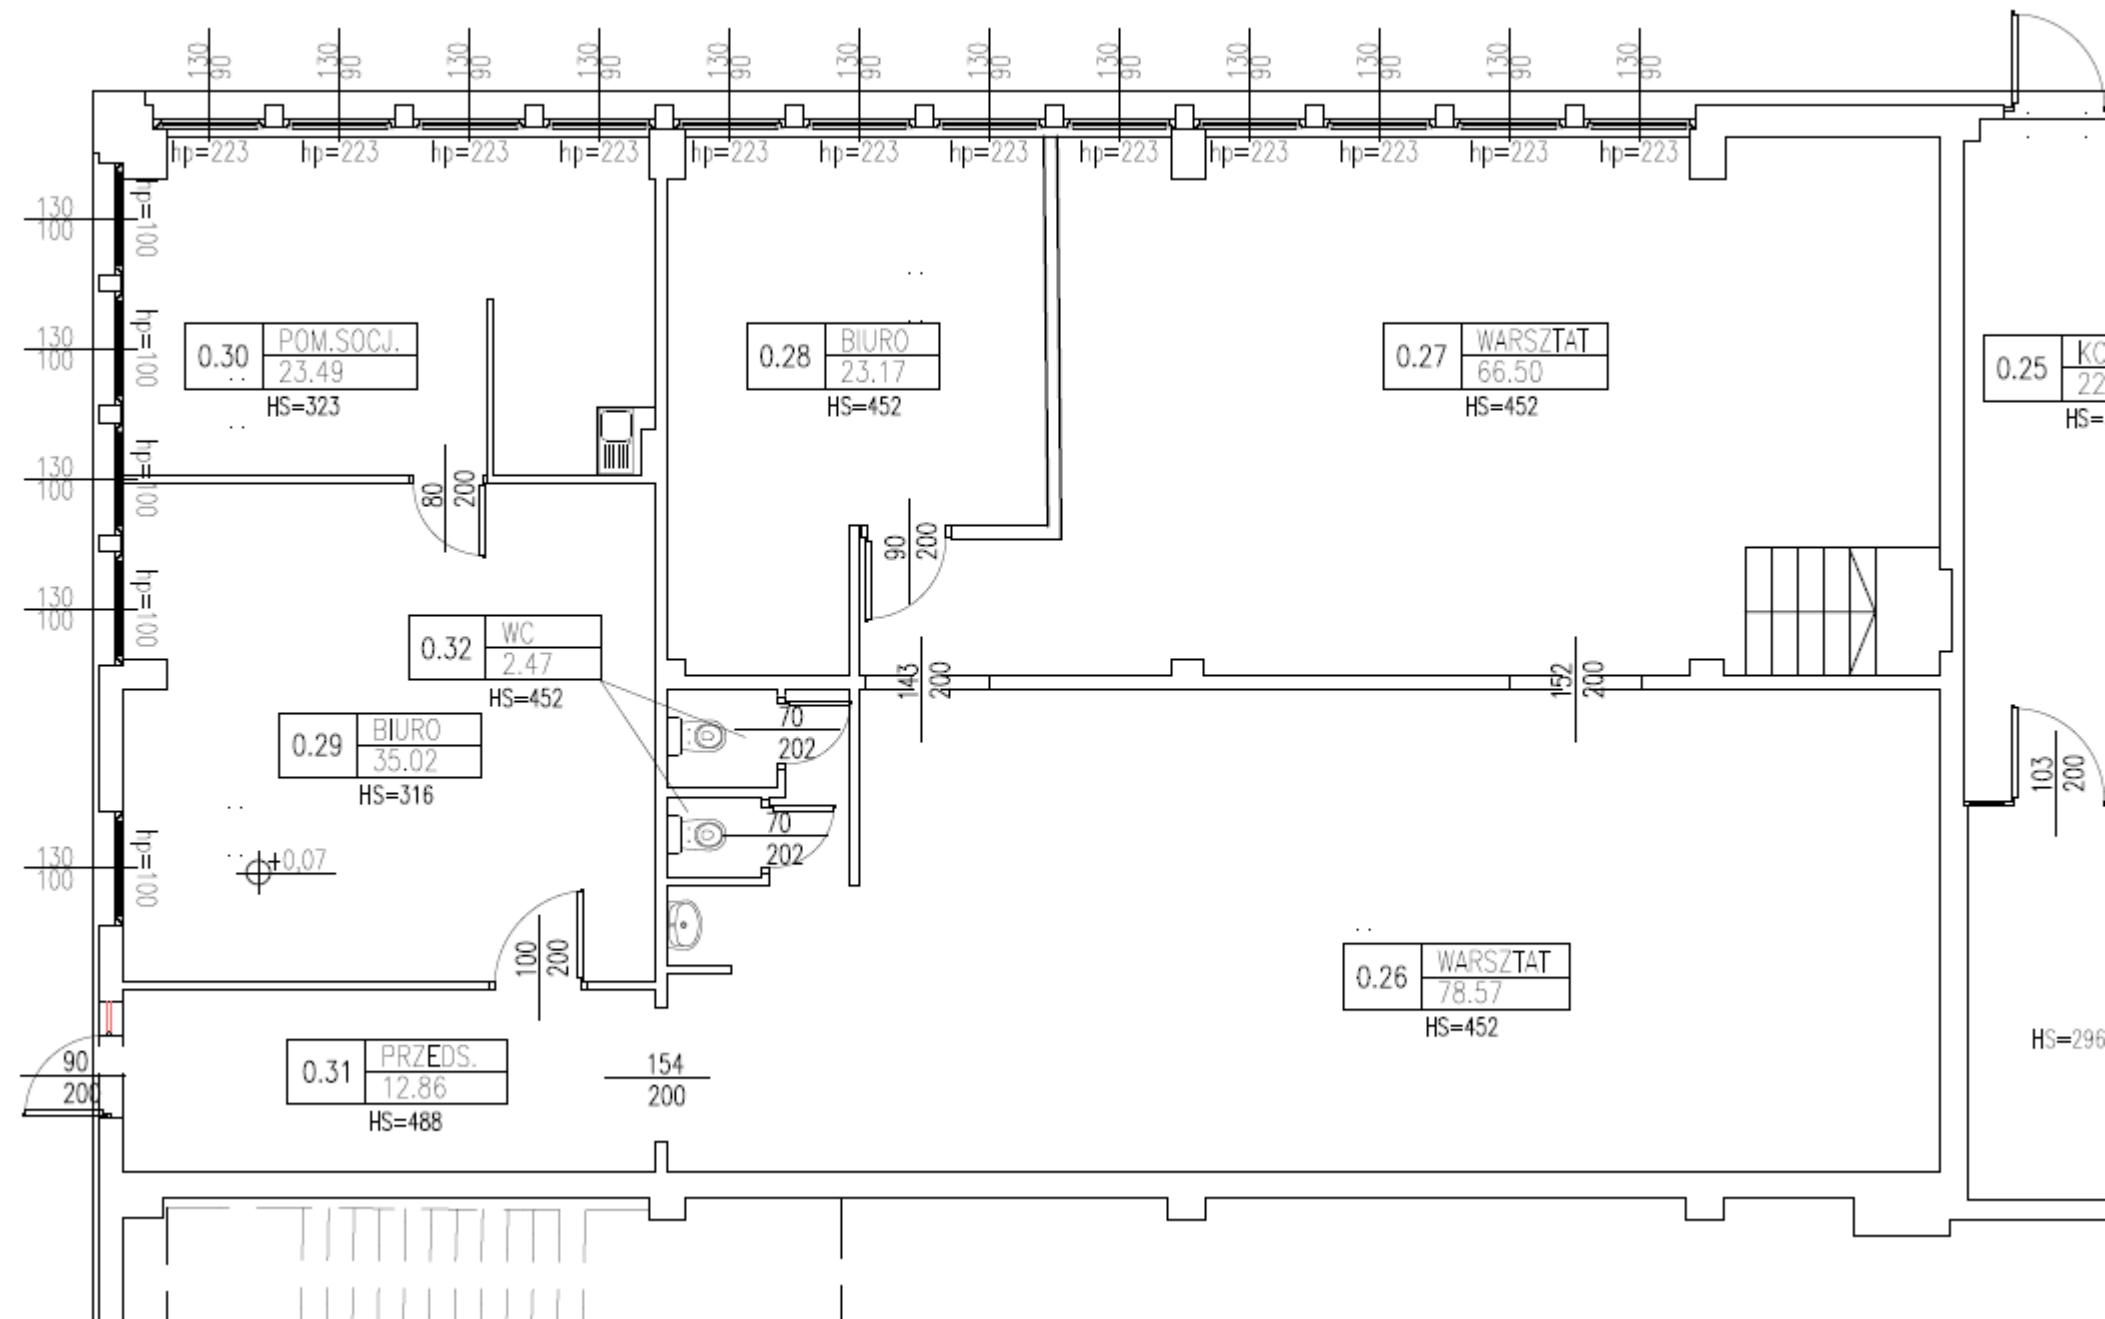 130 90 130 90 130 90 130 90 130 90 130 90 130 90 130 90 130 90 130 90 130 90 130 90
hp=223 hp=223 hp=223 hp=223 hp=223 hp=223 hp=223 hp=223 hp=223 hp=223 hp=223 hp=223
130
100
hp=100
130
100
hp=100
130
100
hp=100
130
100
hp=100
130
100
hp=100
0.30 POM.SOCJ.
23.49
HS=323
0.28 BIURO
23.17
HS=452
0.27 WARSZTAT
66.50
HS=452
0.25
HS=
80
200
90
200
0.32 WC
2.47
HS=452
143
200
152
200
0.29 BIURO
35.02
HS=316
70
202
70
202
103
200
+0,07
100
200
0.26 WARSZTAT
78.57
HS=452
HS=296
90
200
0.31 PRZEDS.
12.86
HS=488
154
200